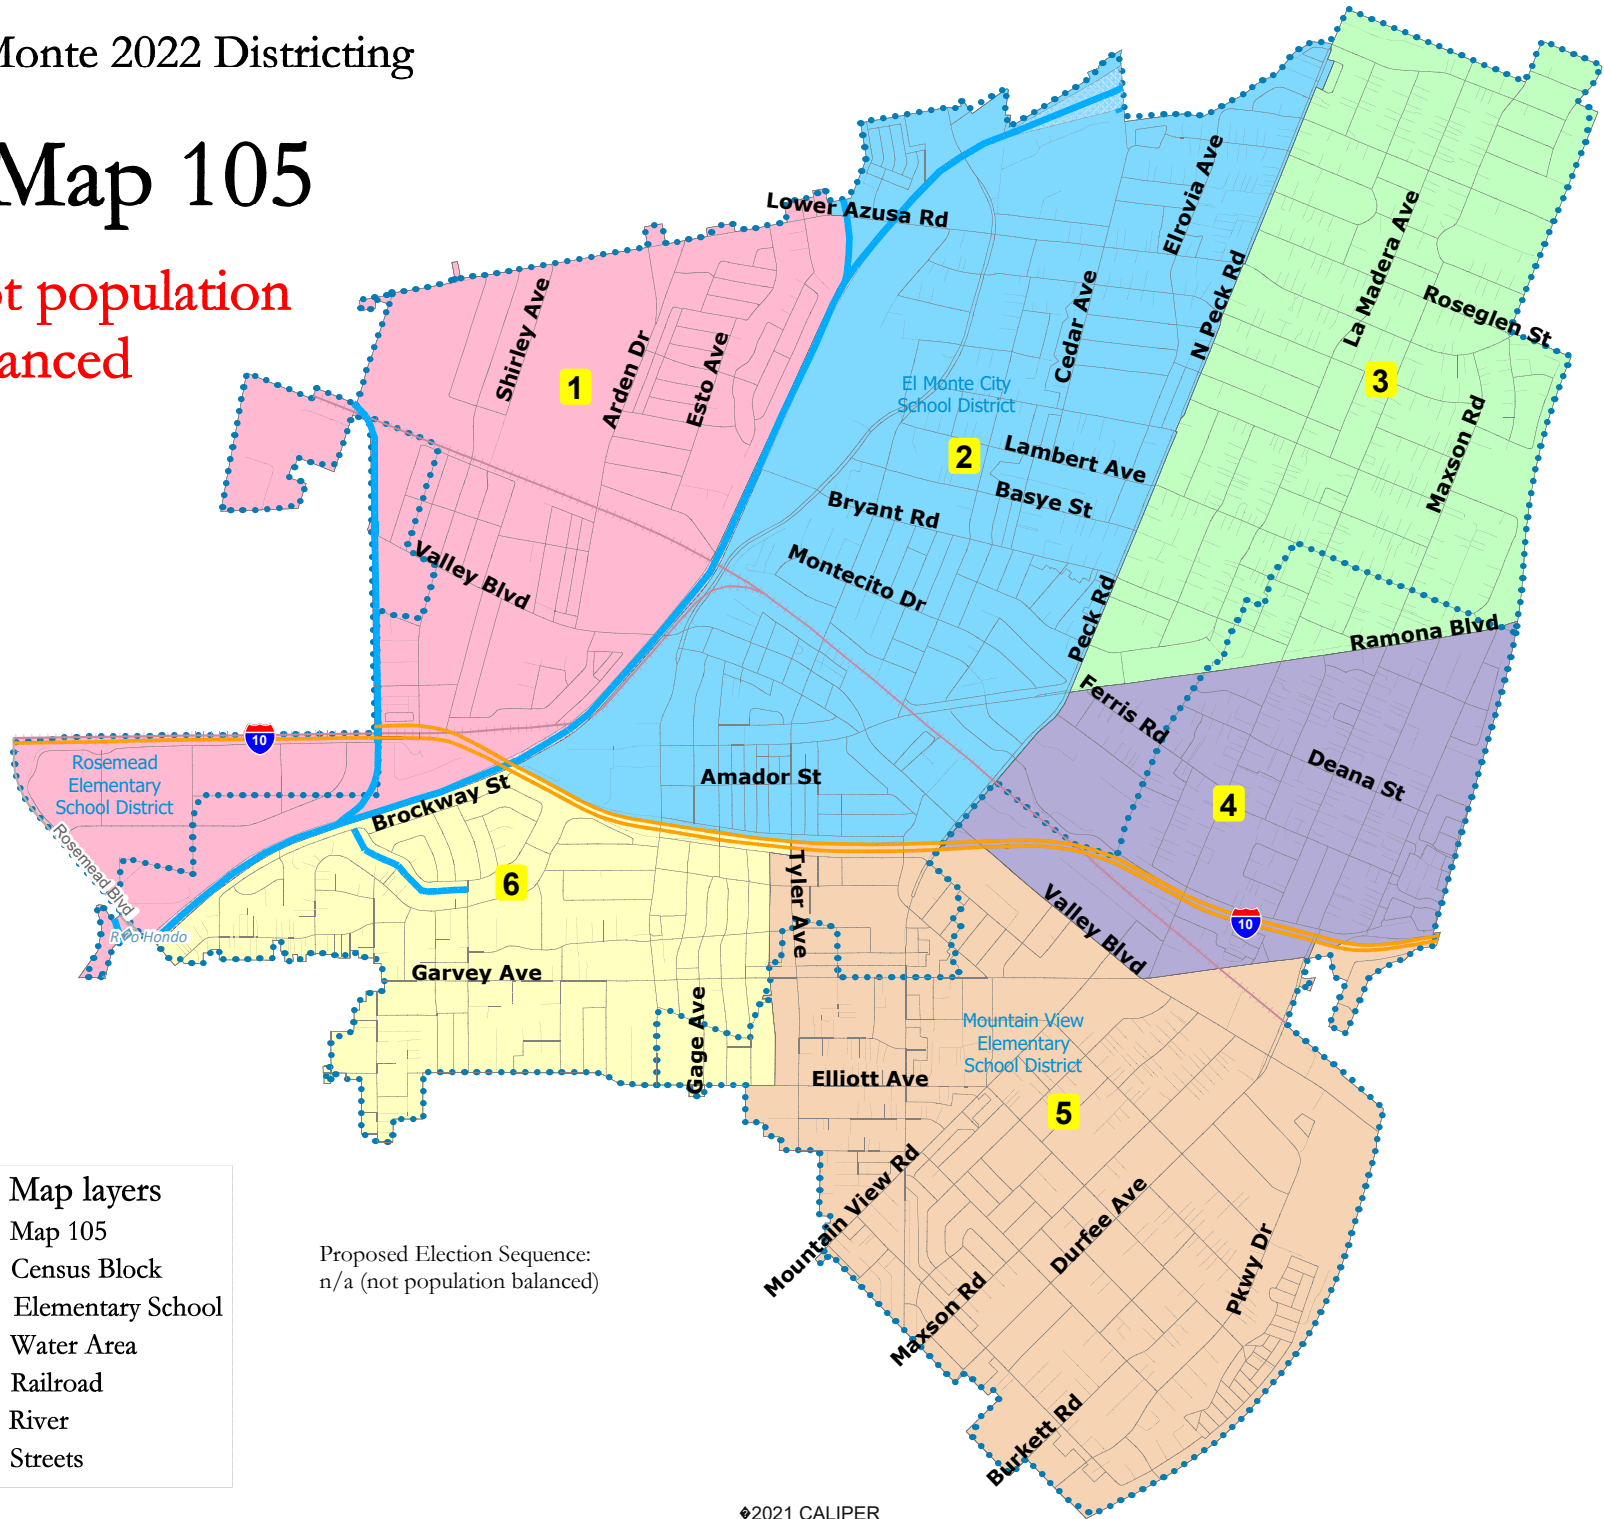 Monte 2022 Districting
Map 105
ot population
anced
Lower Azusa Rd
Elrovia Ave
N Peck Rd
La Madera Ave
Roseglen St
Shirley Ave
Arden Dr
Esto Ave
Cedar Ave
1
El Monte City
School District
2
3
Lambert Ave
Basye St
Maxson Rd
Bryant Rd
Montecito Dr
Valley Blvd
Peck Rd
Ramona Blvd
Ferris Rd
10
Rosemead
Elementary
School District
Amador St
Deana St
4
Brockway St
Rosemead Blvd
6
Tyler Ave
Valley Blvd
10
R�o Hondo
Garvey Ave
Gage Ave
Mountain View
Elementary
School District
Elliott Ave
5
Mountain View Rd
Durfee Ave
Pkwy Dr
Maxson Rd
Burkett Rd
Map layers
Map 105
Census Block
Elementary School
Water Area
Railroad
River
Streets
Proposed Election Sequence:
n/a (not population balanced)
�2021 CALIPER